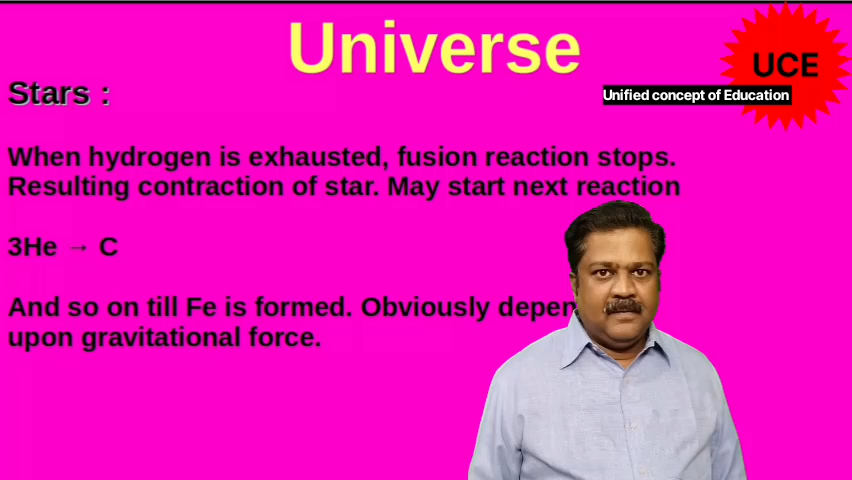 Universe
UCE
Unified concept of Education
Stars :
When hydrogen is exhausted, fusion reaction stops.
Resulting contraction of star. May start next reaction
3He → C
And so on till Fe is formed. Obviously depen
upon gravitational force.